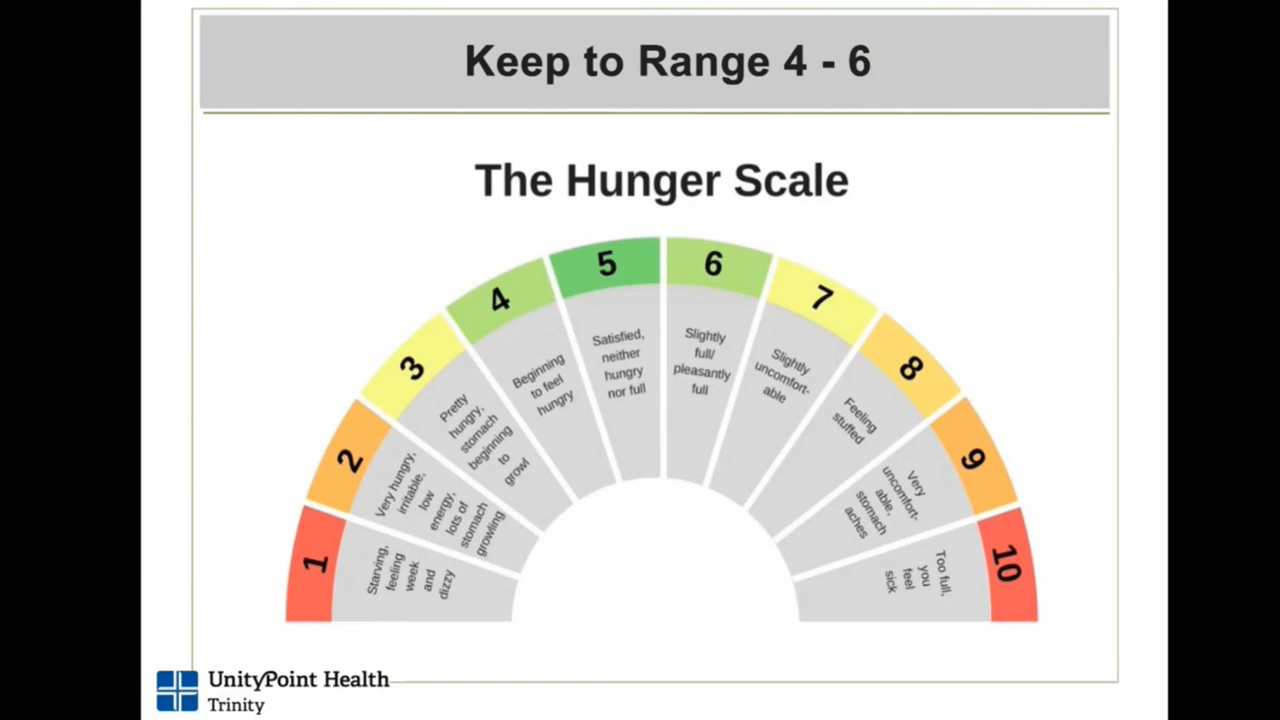 Keep to Range 4 - 6
The Hunger Scale
1
Starving,
feeling
week
and
dizzy
2
Very hungry,
irritable,
low
energy,
lots of
stomach
growling
3
Pretty
hungry,
stomach
beginning
to
growl
4
Beginning
to feel
hungry
5
Satisfied,
neither
hungry
nor full
6
Slightly
full/
pleasantly
full
7
Slightly
uncomfort-
able
8
Feeling
stuffed
9
Very
uncomfort-
able,
stomach
aches
10
Too full,
you
feel
sick
UnityPoint Health
Trinity